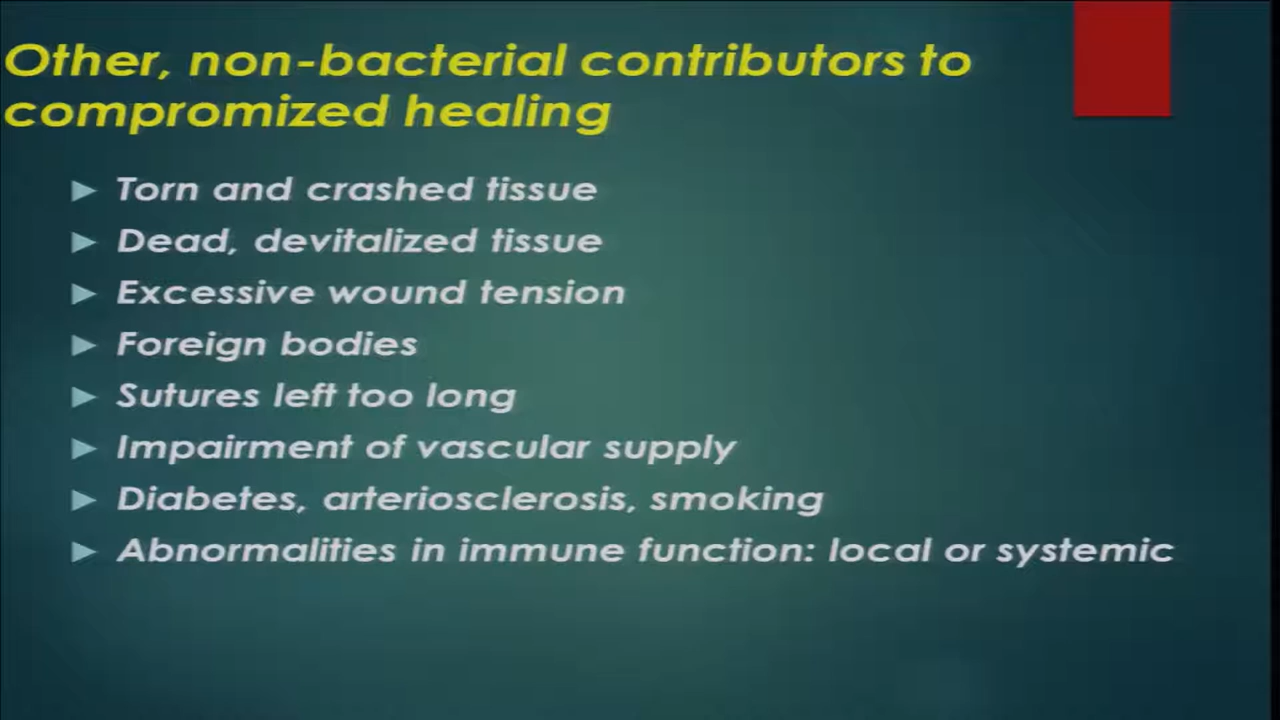 Other, non-bacterial contributors to
compromized healing
Torn and crashed tissue
Dead, devitalized tissue
Excessive wound tension
Foreign bodies
Sutures left too long
Impairment of vascular supply
Diabetes, arteriosclerosis, smoking
Abnormalities in immune function: local or systemic